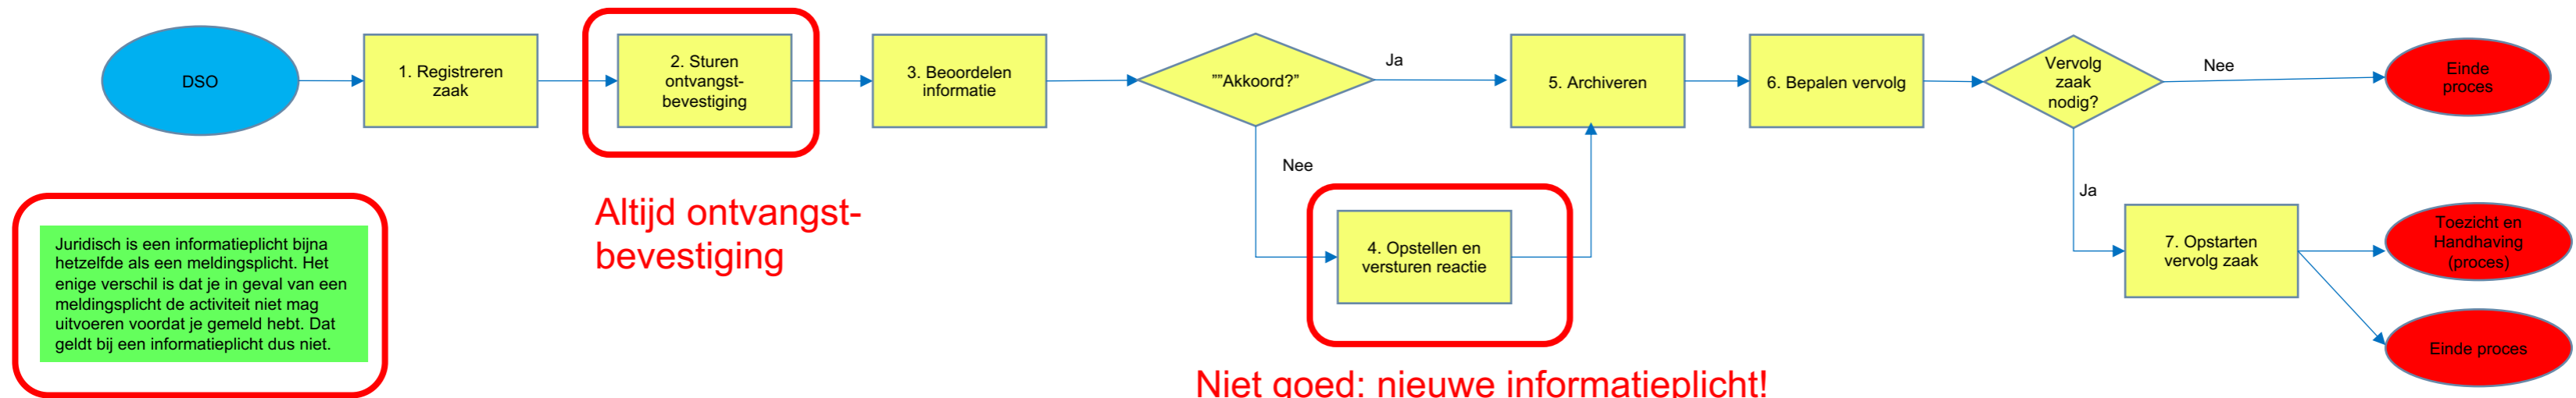 DSO
1. Registreren
zaak
2. Sturen
ontvangst-
bevestiging
3. Beoordelen
informatie
""Akkoord?"
Ja
Nee
4. Opstellen en
versturen reactie
5. Archiveren
6. Bepalen vervolg
Vervolg
zaak
nodig?
Nee
Einde
proces
Ja
7. Opstarten
vervolg zaak
Toezicht en
Handhaving
(proces)
Einde proces
Altijd ontvangst-
bevestiging
Juridisch is een informatieplicht bijna
hetzelfde als een meldingsplicht. Het
enige verschil is dat je in geval van een
meldingsplicht de activiteit niet mag
uitvoeren voordat je gemeld hebt. Dat
geldt bij een informatieplicht dus niet.
Niet goed: nieuwe informatieplicht!